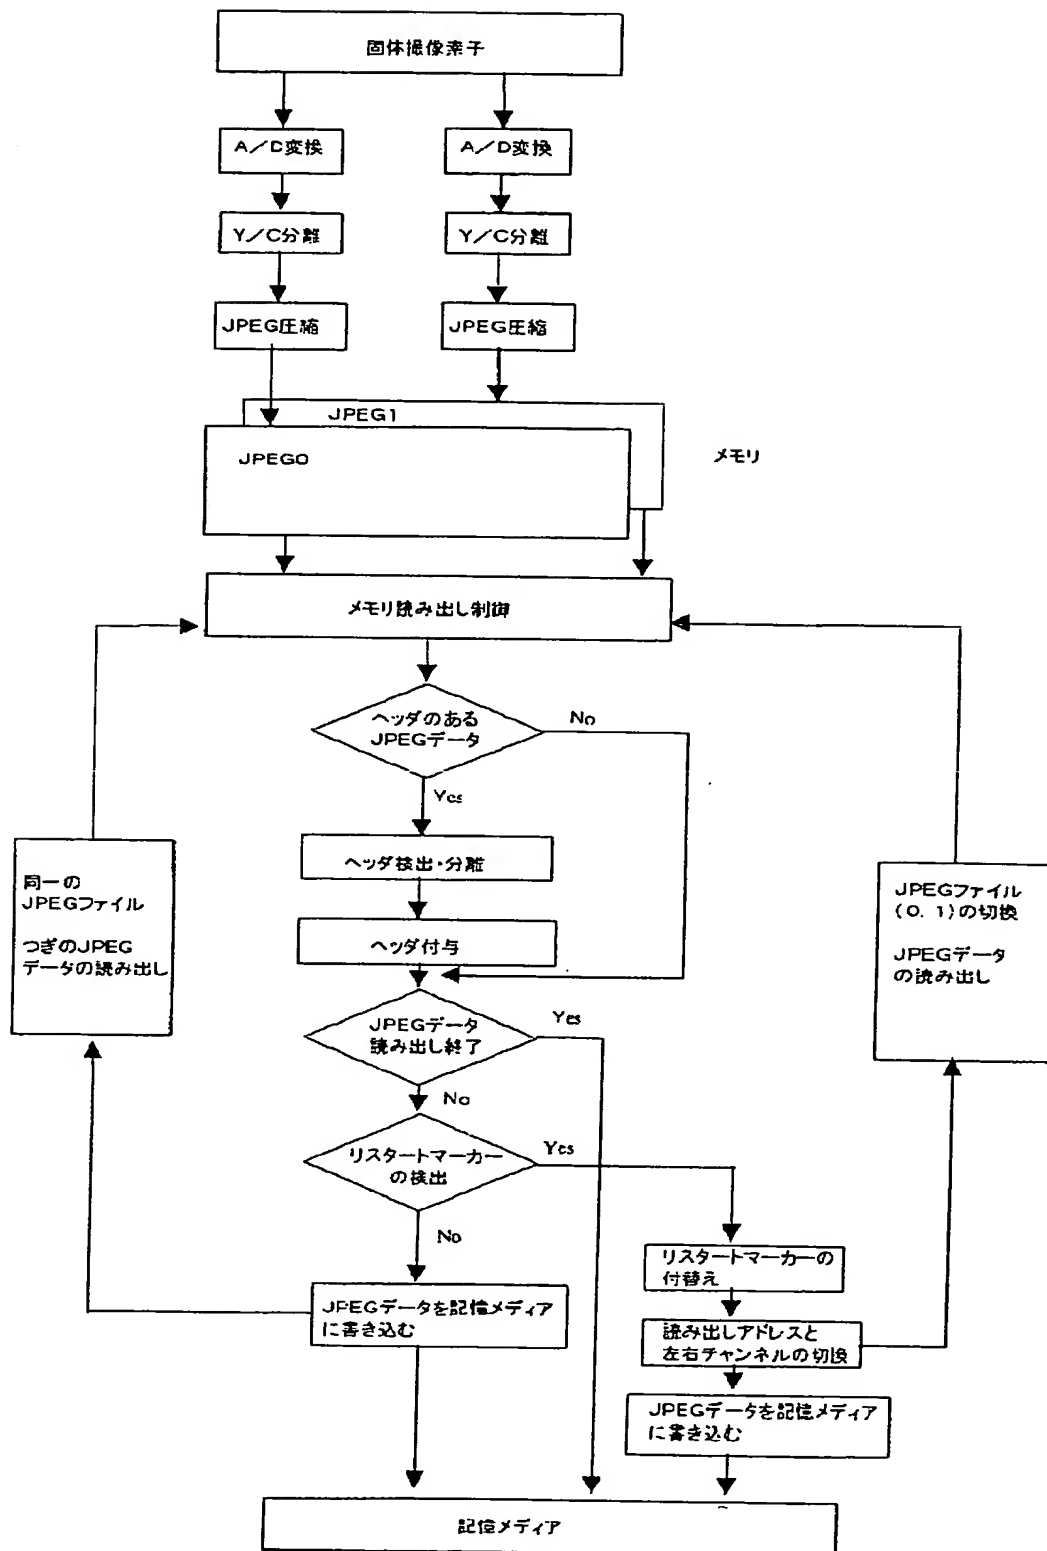 固体撮像素子
A／D変換
A／D変換
Y／C分離
Y／C分離
JPEG圧縮
JPEG圧縮
JPEG1
JPEG0
メモリ
メモリ読み出し制御
ヘッダのある
JPEGデータ
No
Yes
ヘッダ検出・分離
ヘッダ付与
同一の
JPEGファイル
つぎのJPEG
データの読み出し
JPEGファイル
(0, 1)の切換
JPEGデータ
の読み出し
JPEGデータ
読み出し終了
Yes
No
リスタートマーカー
の検出
Yes
No
リスタートマーカーの
付替え
JPEGデータを記憶メディア
に書き込む
読み出しアドレスと
左右チャンネルの切換
JPEGデータを記憶メディア
に書き込む
記憶メディア